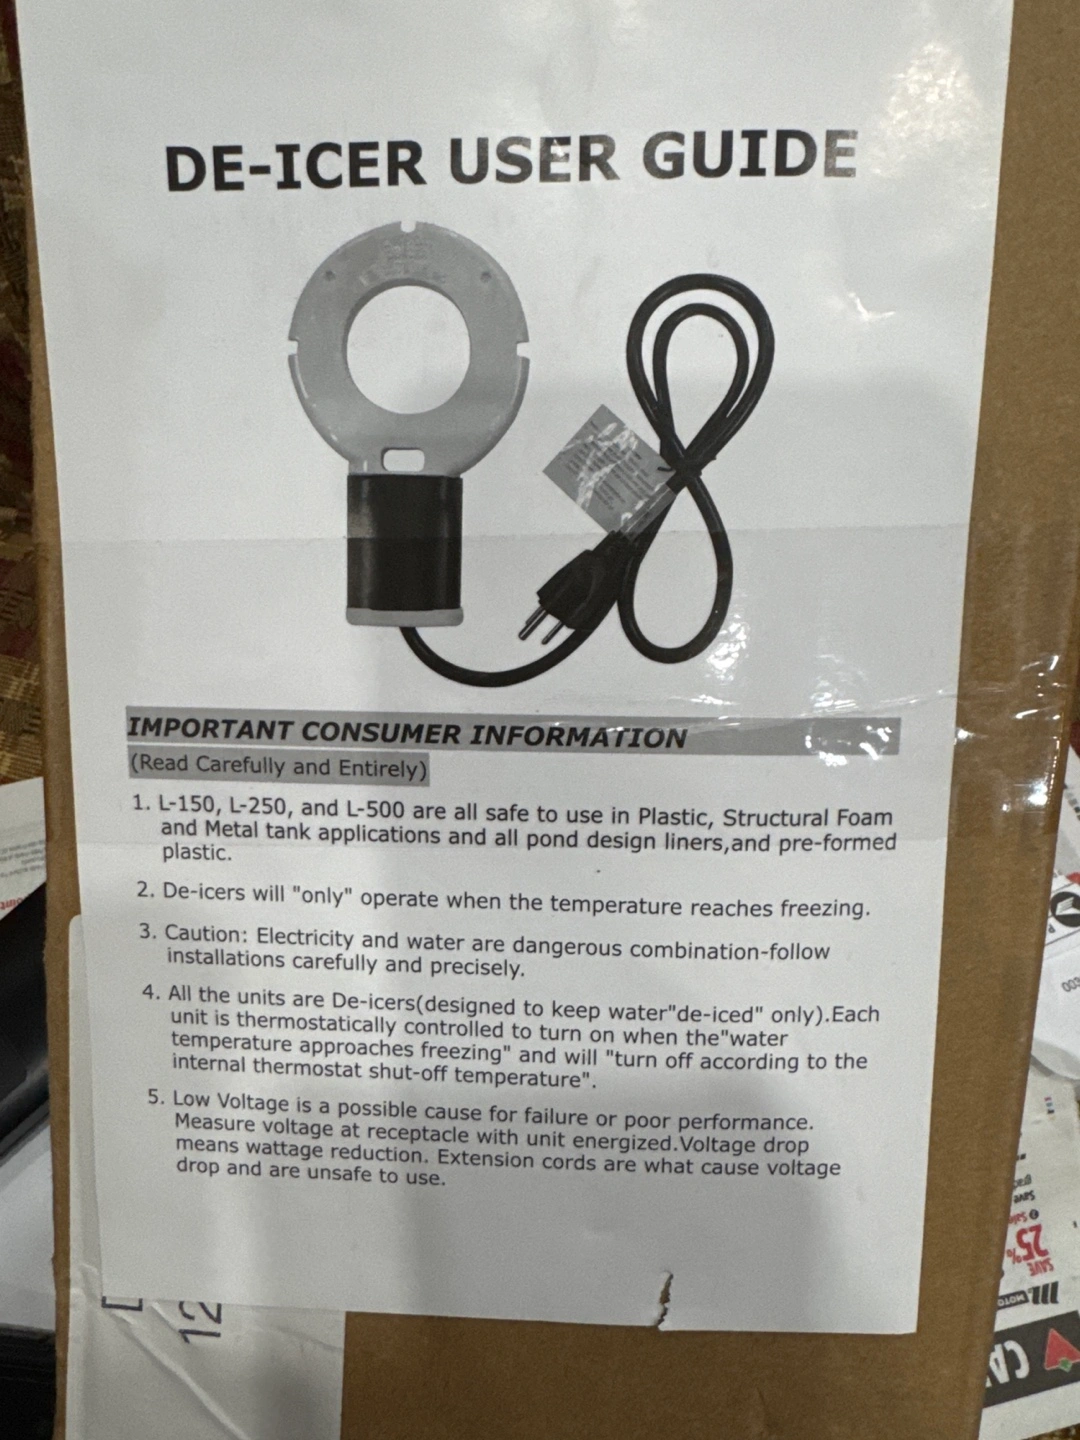 DE-ICER USER GUIDE
IMPORTANT CONSUMER INFORMATION
(Read Carefully and Entirely)
1. L-150, L-250, and L-500 are all safe to use in Plastic, Structural Foam
and Metal tank applications and all pond design liners,and pre-formed
plastic.
2. De-icers will "only" operate when the temperature reaches freezing.
3. Caution: Electricity and water are dangerous combination-follow
installations carefully and precisely.
4. All the units are De-icers(designed to keep water"de-iced" only).Each
unit is thermostatically controlled to turn on when the"water
temperature approaches freezing" and will "turn off according to the
internal thermostat shut-off temperature".
5. Low Voltage is a possible cause for failure or poor performance.
Measure voltage at receptacle with unit energized.Voltage drop
means wattage reduction. Extension cords are what cause voltage
drop and are unsafe to use.
12
SAVE
25%
Save